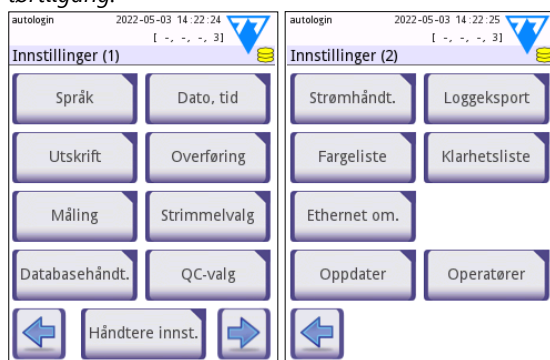 autologin 2022-05-03 14:22:24
[ -, -, -, 3]
Innstillinger (1)
Språk Dato, tid
Utskrift Overføring
Måling Strimmelvalg
Databasehåndt. QC-valg
Håndtere innst.
autologin 2022-05-03 14:22:25
[ -, -, -, 3]
Innstillinger (2)
Strømhåndt. Loggeksport
Fargeliste Klarhetsliste
Ethernet om.
Oppdater Operatører